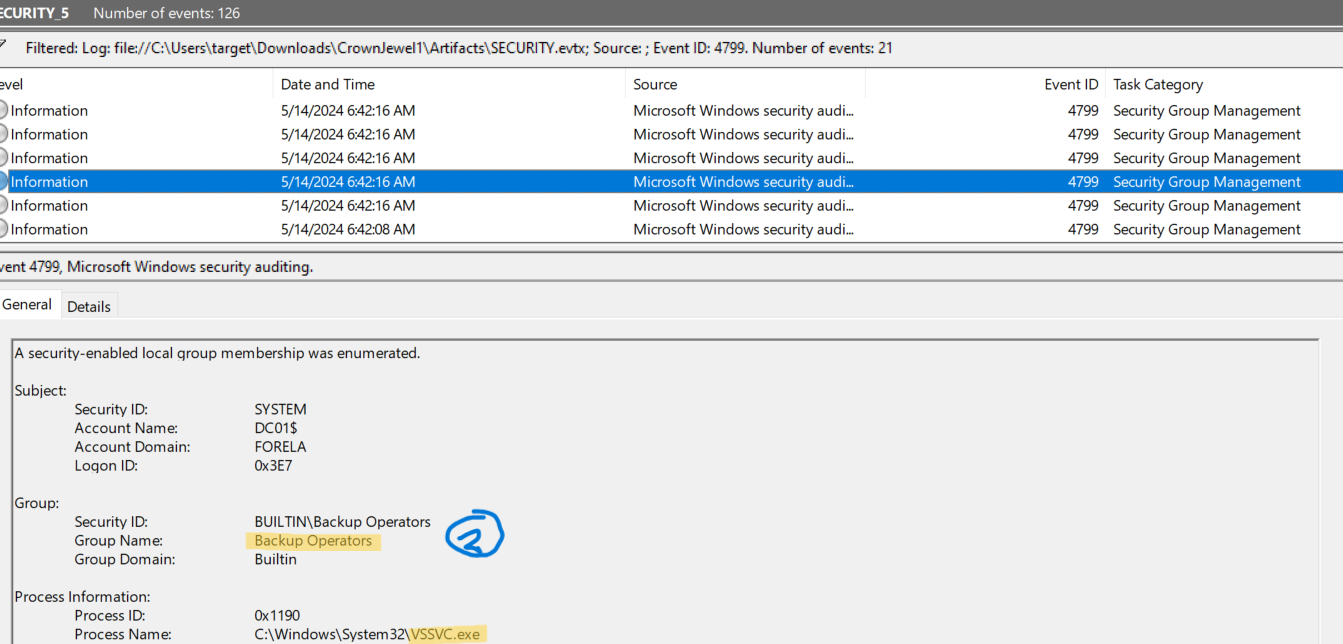 ECURITY_5 Number of events: 126
Filtered: Log: file://C:\Users\target\Downloads\CrownJewel1\Artifacts\SECURITY.evtx; Source: ; Event ID: 4799. Number of events: 21
evel Date and Time Source Event ID Task Category
Information 5/14/2024 6:42:16 AM Microsoft Windows security audi... 4799 Security Group Management
Information 5/14/2024 6:42:16 AM Microsoft Windows security audi... 4799 Security Group Management
Information 5/14/2024 6:42:16 AM Microsoft Windows security audi... 4799 Security Group Management
Information 5/14/2024 6:42:16 AM Microsoft Windows security audi... 4799 Security Group Management
Information 5/14/2024 6:42:16 AM Microsoft Windows security audi... 4799 Security Group Management
Information 5/14/2024 6:42:08 AM Microsoft Windows security audi... 4799 Security Group Management
vent 4799, Microsoft Windows security auditing.
General Details
A security-enabled local group membership was enumerated.
Subject:
Security ID: SYSTEM
Account Name: DC01$
Account Domain: FORELA
Logon ID: 0x3E7
Group:
Security ID: BUILTIN\Backup Operators
Group Name: Backup Operators 2
Group Domain: Builtin
Process Information:
Process ID: 0x1190
Process Name: C:\Windows\System32\VSSVC.exe